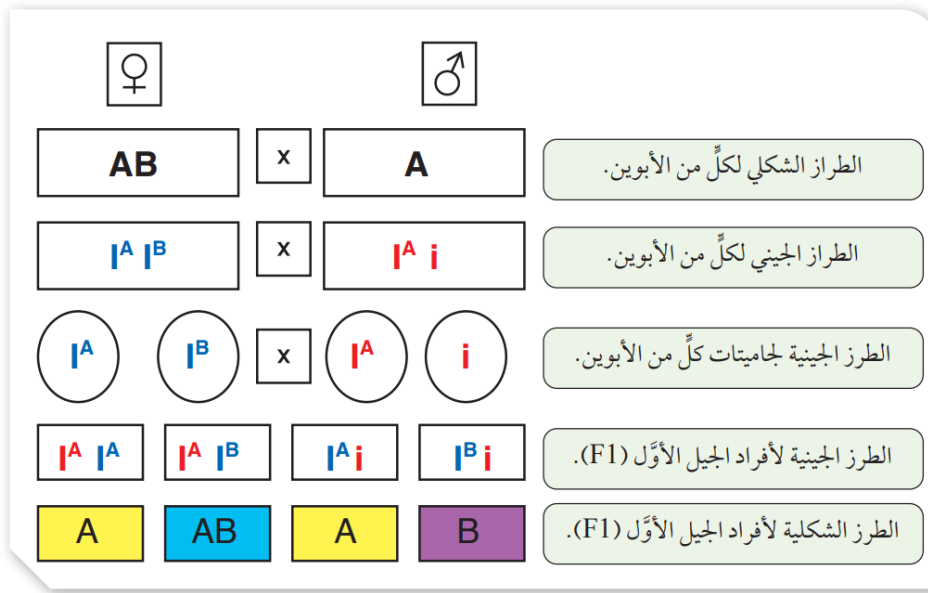 ♀ ♂
AB x A
الطراز الشكلي لكلٍّ من الأبوين.
Iᴬ Iᴮ x Iᴬ i
الطراز الجيني لكلٍّ من الأبوين.
Iᴬ Iᴮ x Iᴬ i
الطرز الجينية لجاميتات كلٍّ من الأبوين.
Iᴬ Iᴬ Iᴬ Iᴮ Iᴬ i Iᴮ i
الطرز الجينية لأفراد الجيل الأوَّل (F1).
A AB A B
الطرز الشكلية لأفراد الجيل الأوَّل (F1).